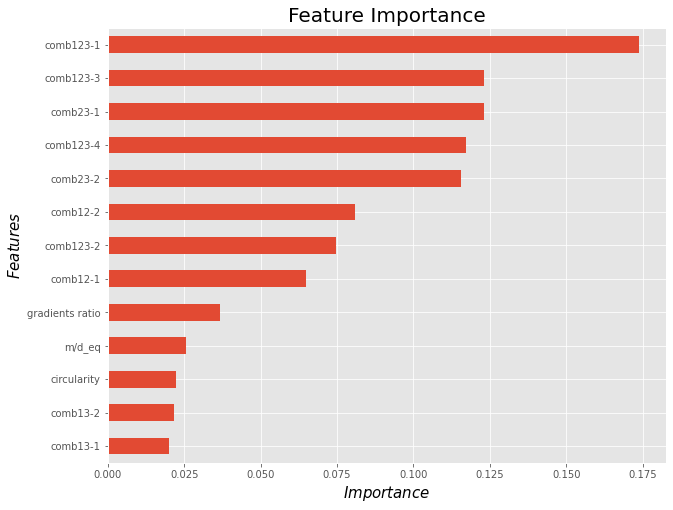 Feature Importance
Features
comb123-1
comb123-3
comb23-1
comb123-4
comb23-2
comb12-2
comb123-2
comb12-1
gradients ratio
m/d_eq
circularity
comb13-2
comb13-1
0.000 0.025 0.050 0.075 0.100 0.125 0.150 0.175
Importance